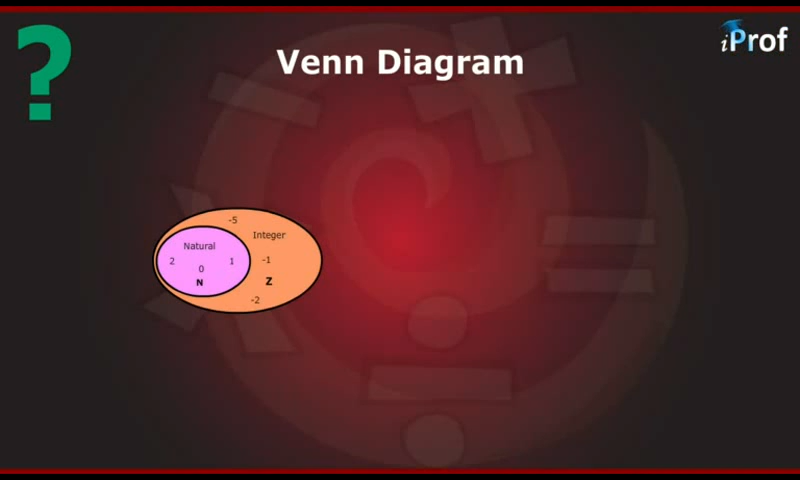 ?
iProf
Venn Diagram
-5
Integer
Natural
2
1
-1
0
N
Z
-2